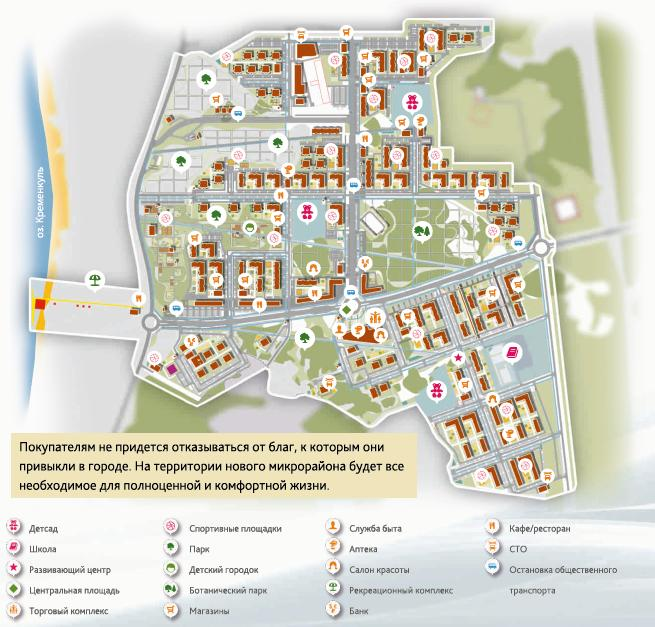 оз. Кременкуль
Покупателям не придется отказываться от благ, к которым они
привыкли в городе. На территории нового микрорайона будет все
необходимое для полноценной и комфортной жизни.
Детсад
Школа
Развивающий центр
Центральная площадь
Торговый комплекс
Спортивные площадки
Парк
Детский городок
Ботанический парк
Магазины
Служба быта
Аптека
Салон красоты
Рекреационный комплекс
Банк
Кафе/ресторан
СТО
Остановка общественного
транспорта